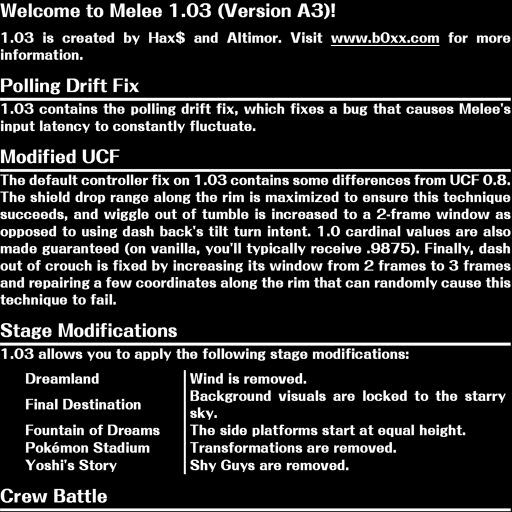 Welcome to Melee 1.03 (Version A3)!
1.03 is created by Hax$ and Altimor. Visit www.b0xx.com for more
information.
Polling Drift Fix
1.03 contains the polling drift fix, which fixes a bug that causes Melee's
input latency to constantly fluctuate.
Modified UCF
The default controller fix on 1.03 contains some differences from UCF 0.8.
The shield drop range along the rim is maximized to ensure this technique
succeeds, and wiggle out of tumble is increased to a 2-frame window as
opposed to using dash back's tilt turn intent. 1.0 cardinal values are also
made guaranteed (on vanilla, you'll typically receive .9875). Finally, dash
out of crouch is fixed by increasing its window from 2 frames to 3 frames
and repairing a few coordinates along the rim that can randomly cause this
technique to fail.
Stage Modifications
1.03 allows you to apply the following stage modifications:
Dreamland Wind is removed.
Final Destination Background visuals are locked to the starry
sky.
Fountain of Dreams The side platforms start at equal height.
Pokémon Stadium Transformations are removed.
Yoshi's Story Shy Guys are removed.
Crew Battle